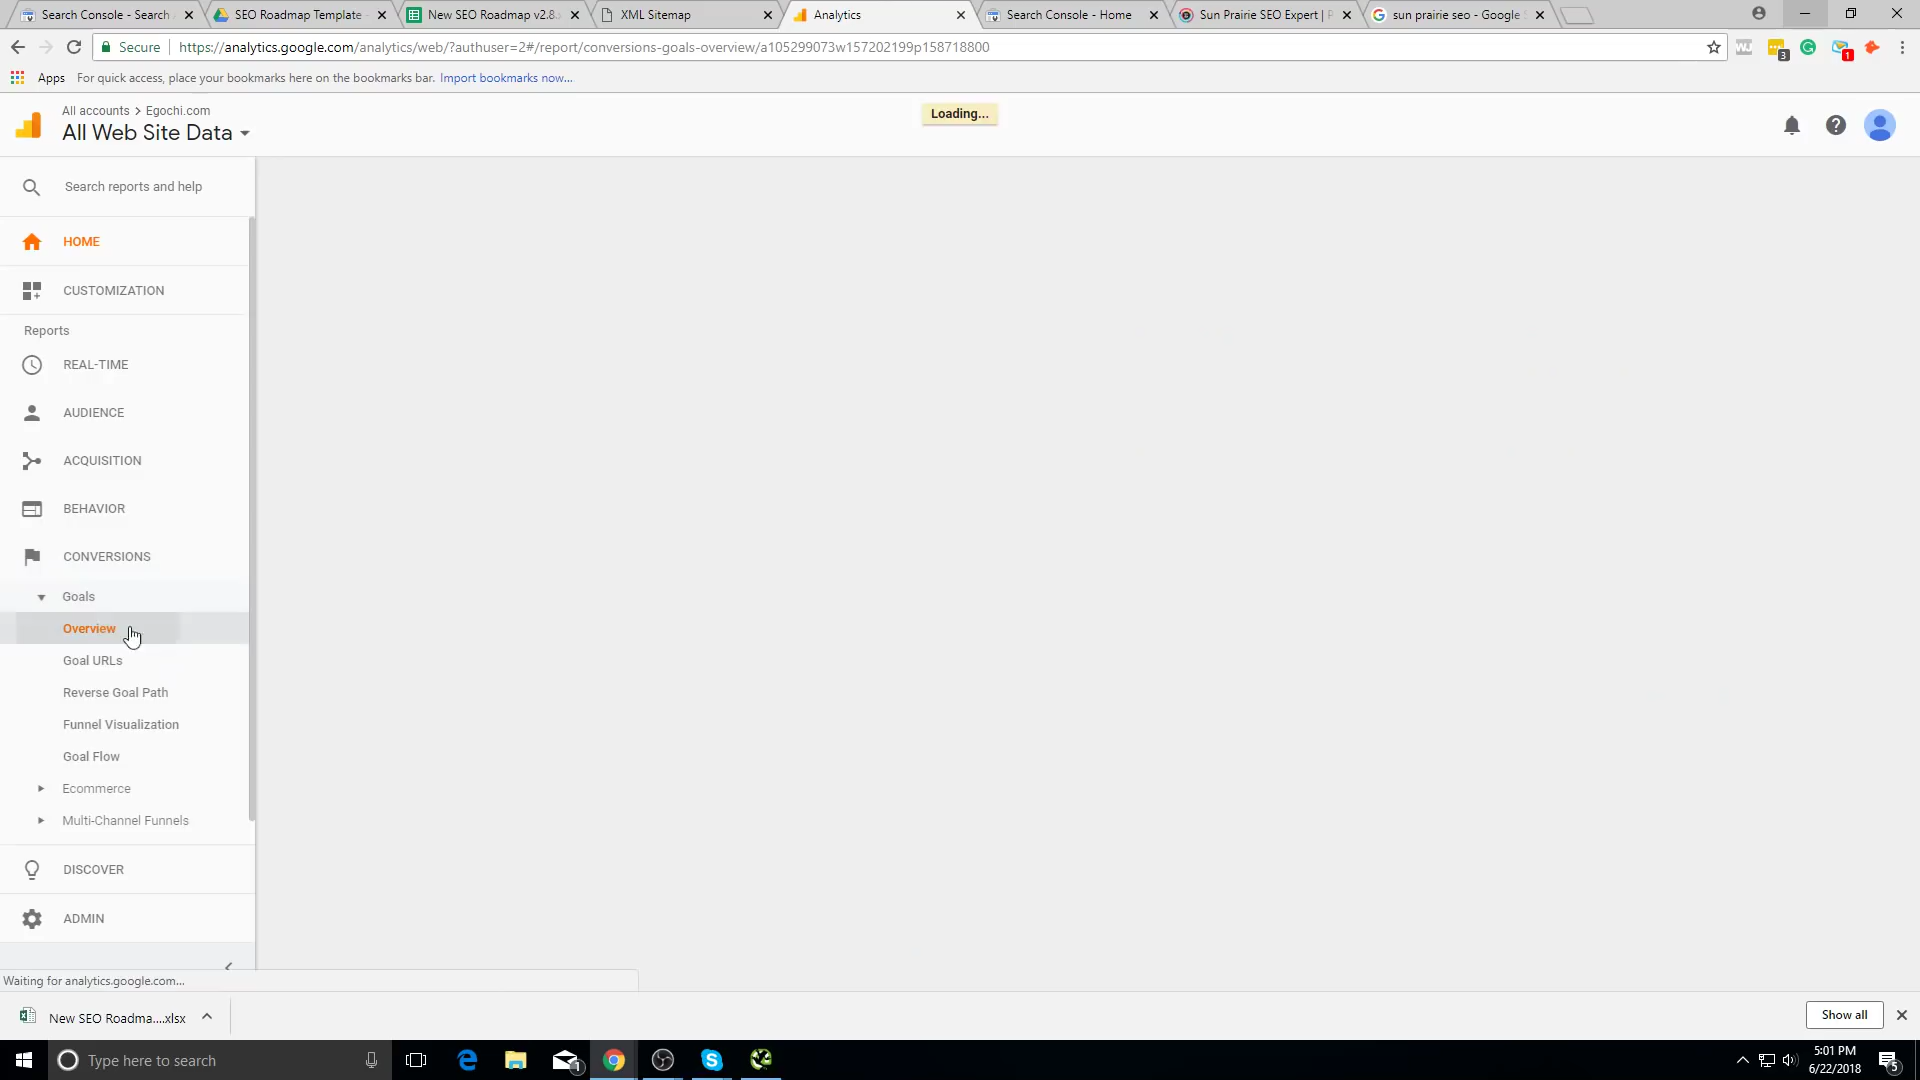 Search Console - Search
SEO Roadmap Template -
New SEO Roadmap v2.8.
XML Sitemap
Analytics
Search Console - Home
Sun Prairie SEO Expert | P
sun prairie seo - Google S
Secure
https://analytics.google.com/analytics/web/?authuser=2#/report/conversions-goals-overview/a105299073w157202199p158718800
3
1
Apps
For quick access, place your bookmarks here on the bookmarks bar. Import bookmarks now...
All accounts > Egochi.com
All Web Site Data
Loading...
Search reports and help
HOME
CUSTOMIZATION
Reports
REAL-TIME
AUDIENCE
ACQUISITION
BEHAVIOR
CONVERSIONS
Goals
Overview
Goal URLs
Reverse Goal Path
Funnel Visualization
Goal Flow
Ecommerce
Multi-Channel Funnels
DISCOVER
ADMIN
Waiting for analytics.google.com...
New SEO Roadma....xlsx
Show all
Type here to search
1
5:01 PM
6/22/2018
5